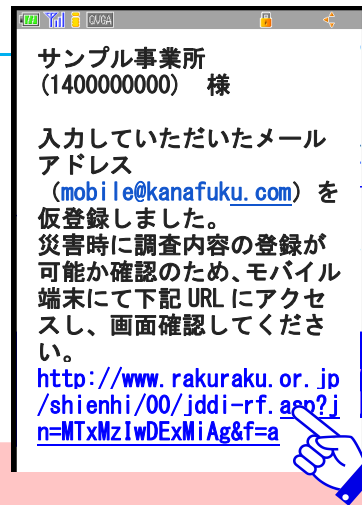 QVGA
サンプル事業所
(1400000000) 様
入力していただいたメール
アドレス
(mobile@kanafuku.com) を
仮登録しました。
災害時に調査内容の登録が
可能か確認のため、モバイル
端末にて下記 URL にアクセ
スし、画面確認してくださ
い。
http://www.rakuraku.or.jp
/shienhi/00/jddi-rf.asp?j
n=MTxMzIwDExMiAg&f=a